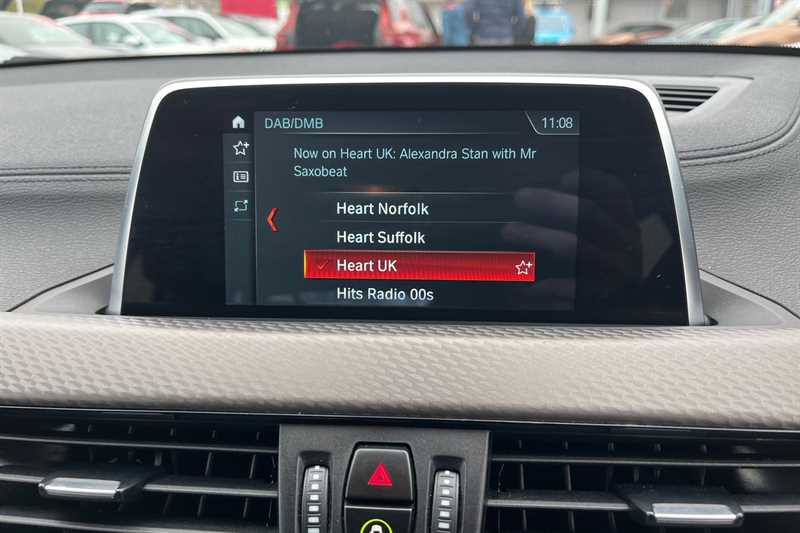 DAB/DMB
11:08
Now on Heart UK: Alexandra Stan with Mr
Saxobeat
Heart Norfolk
Heart Suffolk
Heart UK
Hits Radio 00s